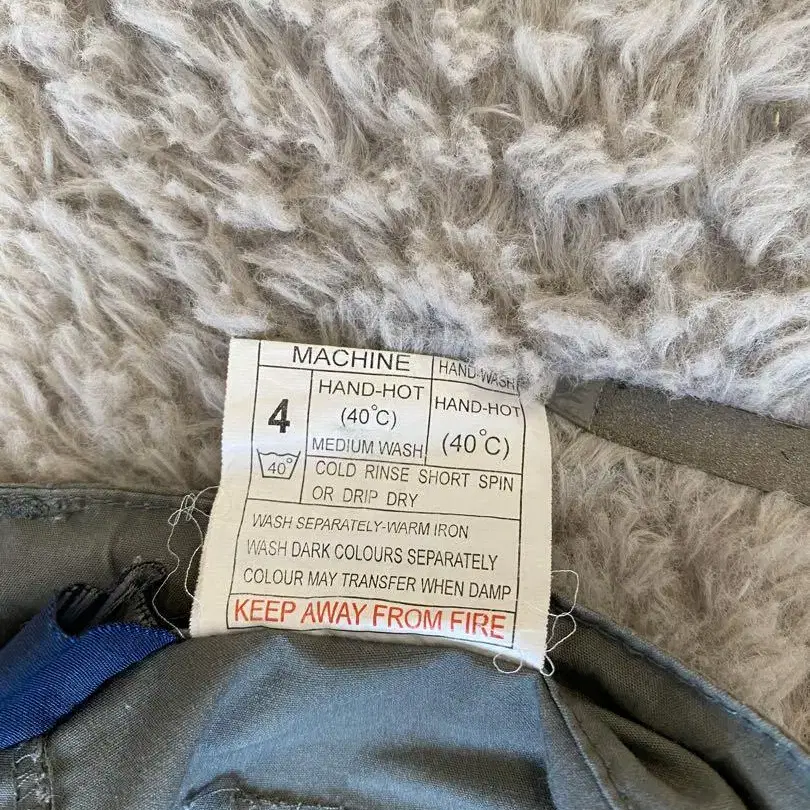 MACHINE
HAND-WASH
4
HAND-HOT
(40°C)
MEDIUM WASH
HAND-HOT
(40°C)
40°
COLD RINSE SHORT SPIN
OR DRIP DRY
WASH SEPARATELY-WARM IRON
WASH DARK COLOURS SEPARATELY
COLOUR MAY TRANSFER WHEN DAMP
KEEP AWAY FROM FIRE